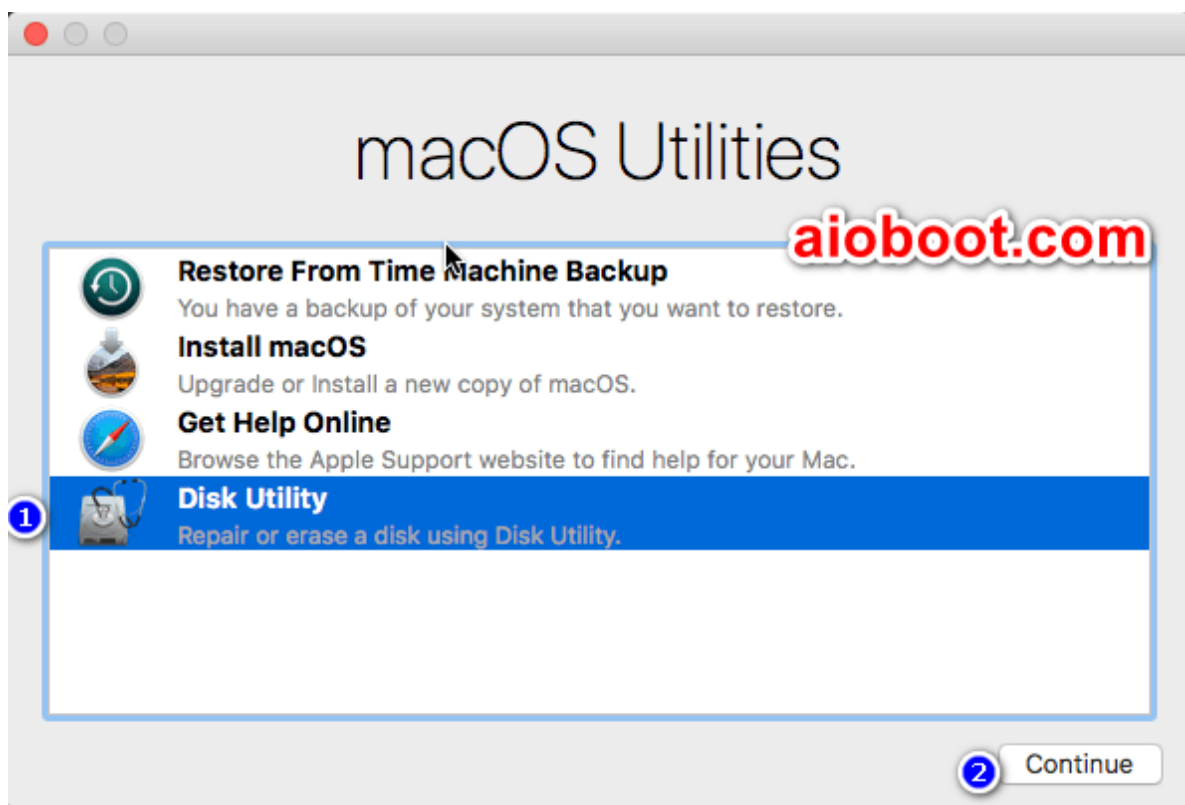 macOS Utilities
aioboot.com
Restore From Time Machine Backup
You have a backup of your system that you want to restore.
Install macOS
Upgrade or Install a new copy of macOS.
Get Help Online
Browse the Apple Support website to find help for your Mac.
1
Disk Utility
Repair or erase a disk using Disk Utility.
2
Continue